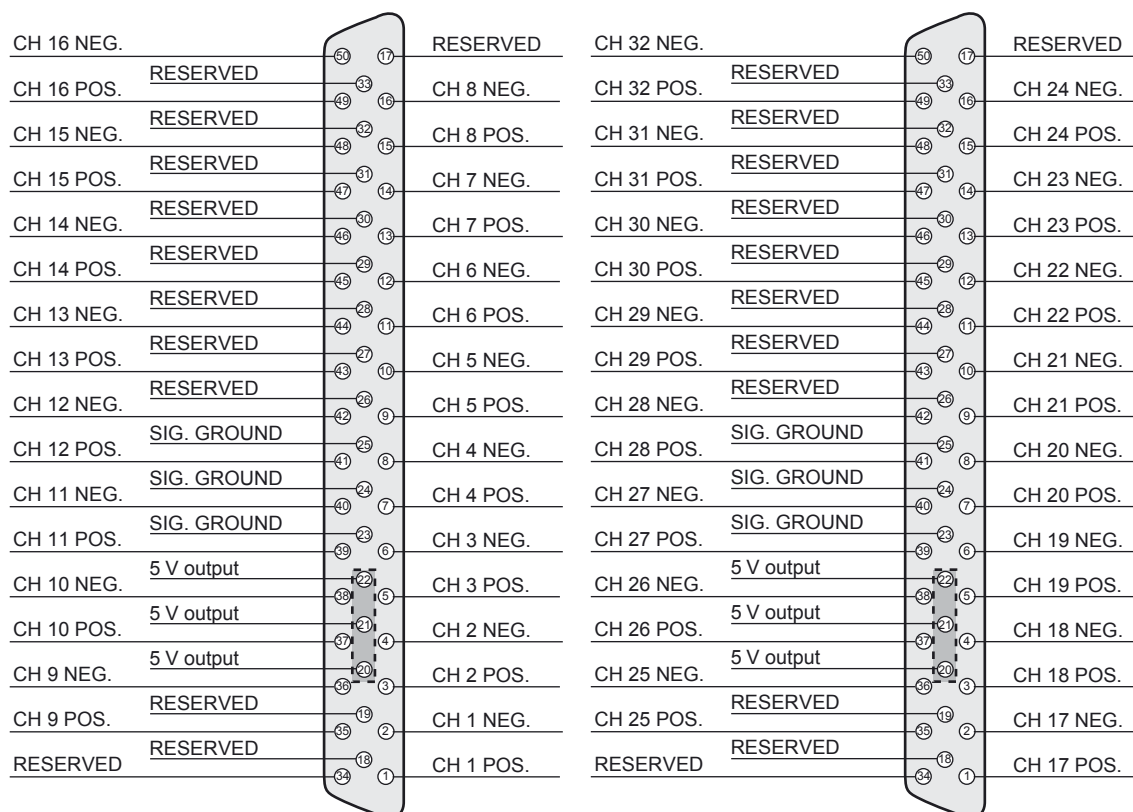 CH 16 NEG. 50 17 RESERVED
RESERVED 33
CH 16 POS. 49 16 CH 8 NEG.
RESERVED 32
CH 15 NEG. 48 15 CH 8 POS.
RESERVED 31
CH 15 POS. 47 14 CH 7 NEG.
RESERVED 30
CH 14 NEG. 46 13 CH 7 POS.
RESERVED 29
CH 14 POS. 45 12 CH 6 NEG.
RESERVED 28
CH 13 NEG. 44 11 CH 6 POS.
RESERVED 27
CH 13 POS. 43 10 CH 5 NEG.
RESERVED 26
CH 12 NEG. 42 9 CH 5 POS.
SIG. GROUND 25
CH 12 POS. 41 8 CH 4 NEG.
SIG. GROUND 24
CH 11 NEG. 40 7 CH 4 POS.
SIG. GROUND 23
CH 11 POS. 39 6 CH 3 NEG.
5 V output 22
CH 10 NEG. 38 5 CH 3 POS.
5 V output 21
CH 10 POS. 37 4 CH 2 NEG.
5 V output 20
CH 9 NEG. 36 3 CH 2 POS.
RESERVED 19
CH 9 POS. 35 2 CH 1 NEG.
RESERVED 18
RESERVED 34 1 CH 1 POS.
CH 32 NEG. 50 17 RESERVED
RESERVED 33
CH 32 POS. 49 16 CH 24 NEG.
RESERVED 32
CH 31 NEG. 48 15 CH 24 POS.
RESERVED 31
CH 31 POS. 47 14 CH 23 NEG.
RESERVED 30
CH 30 NEG. 46 13 CH 23 POS.
RESERVED 29
CH 30 POS. 45 12 CH 22 NEG.
RESERVED 28
CH 29 NEG. 44 11 CH 22 POS.
RESERVED 27
CH 29 POS. 43 10 CH 21 NEG.
RESERVED 26
CH 28 NEG. 42 9 CH 21 POS.
SIG. GROUND 25
CH 28 POS. 41 8 CH 20 NEG.
SIG. GROUND 24
CH 27 NEG. 40 7 CH 20 POS.
SIG. GROUND 23
CH 27 POS. 39 6 CH 19 NEG.
5 V output 22
CH 26 NEG. 38 5 CH 19 POS.
5 V output 21
CH 26 POS. 37 4 CH 18 NEG.
5 V output 20
CH 25 NEG. 36 3 CH 18 POS.
RESERVED 19
CH 25 POS. 35 2 CH 17 NEG.
RESERVED 18
RESERVED 34 1 CH 17 POS.